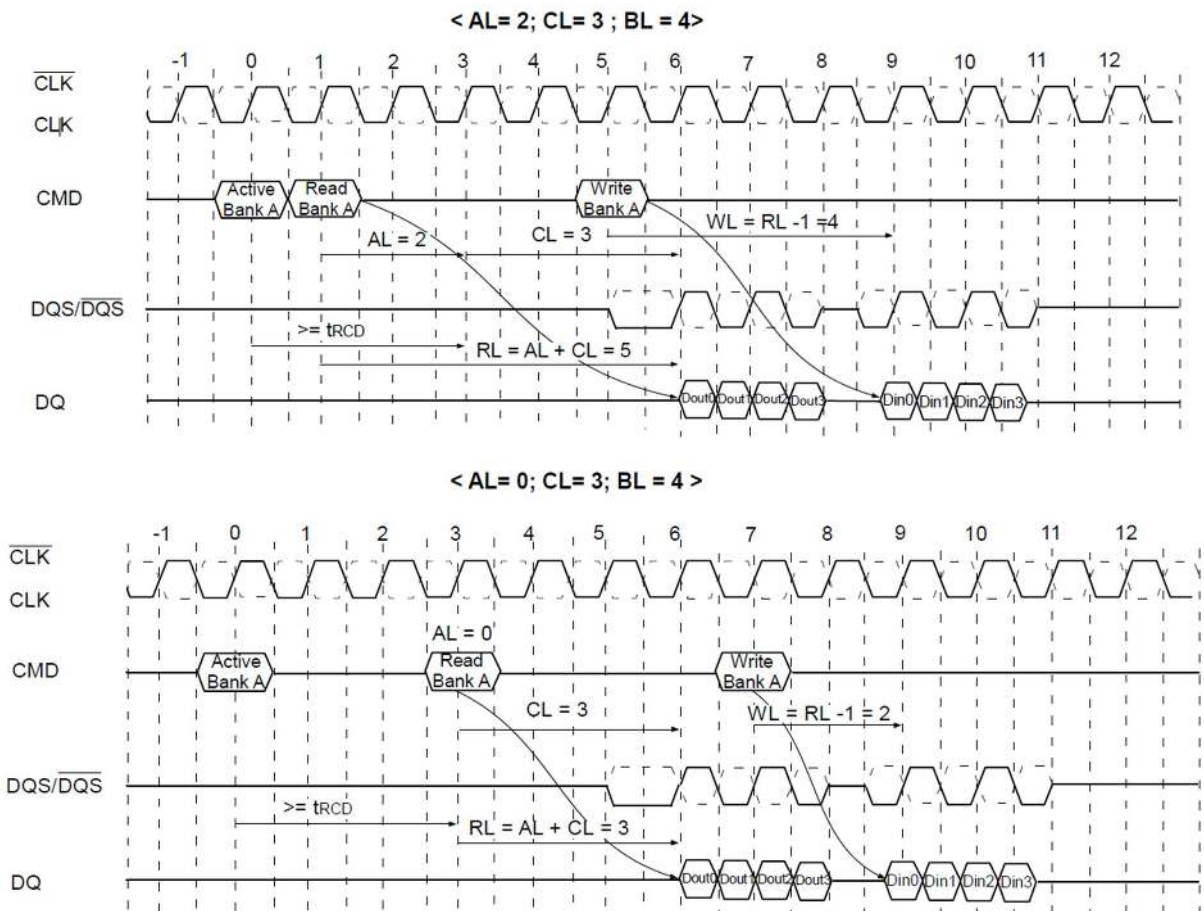 < AL= 2; CL= 3 ; BL = 4>
-1 0 1 2 3 4 5 6 7 8 9 10 11 12
CLK
CLK
CMD
Active Bank A
Read Bank A
Write Bank A
WL = RL -1 =4
AL = 2
CL = 3
DQS/DQS
>= tRCD
RL = AL + CL = 5
DQ
Dout0 Dout1 Dout2 Dout3 Din0 Din1 Din2 Din3
< AL= 0; CL= 3; BL = 4 >
-1 0 1 2 3 4 5 6 7 8 9 10 11 12
CLK
CLK
AL = 0
CMD
Active Bank A
Read Bank A
Write Bank A
CL = 3
WL = RL -1 = 2
DQS/DQS
>= tRCD
RL = AL + CL = 3
DQ
Dout0 Dout1 Dout2 Dout3 Din0 Din1 Din2 Din3